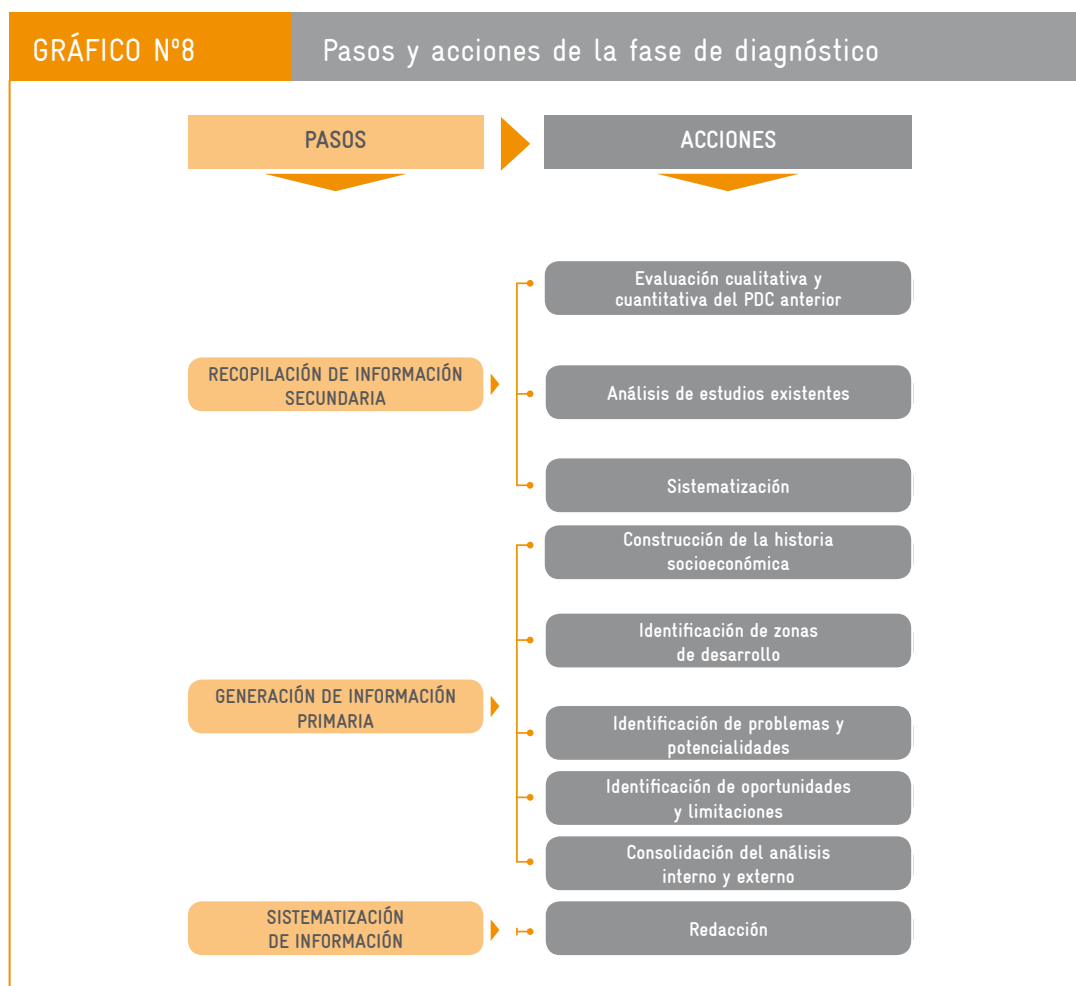 GRÁFICO Nº8
Pasos y acciones de la fase de diagnóstico
PASOS
ACCIONES
RECOPILACIÓN DE INFORMACIÓN
SECUNDARIA
Evaluación cualitativa y
cuantitativa del PDC anterior
Análisis de estudios existentes
Sistematización
GENERACIÓN DE INFORMACIÓN
PRIMARIA
Construcción de la historia
socioeconómica
Identificación de zonas
de desarrollo
Identificación de problemas y
potencialidades
Identificación de oportunidades
y limitaciones
Consolidación del análisis
interno y externo
SISTEMATIZACIÓN
DE INFORMACIÓN
Redacción